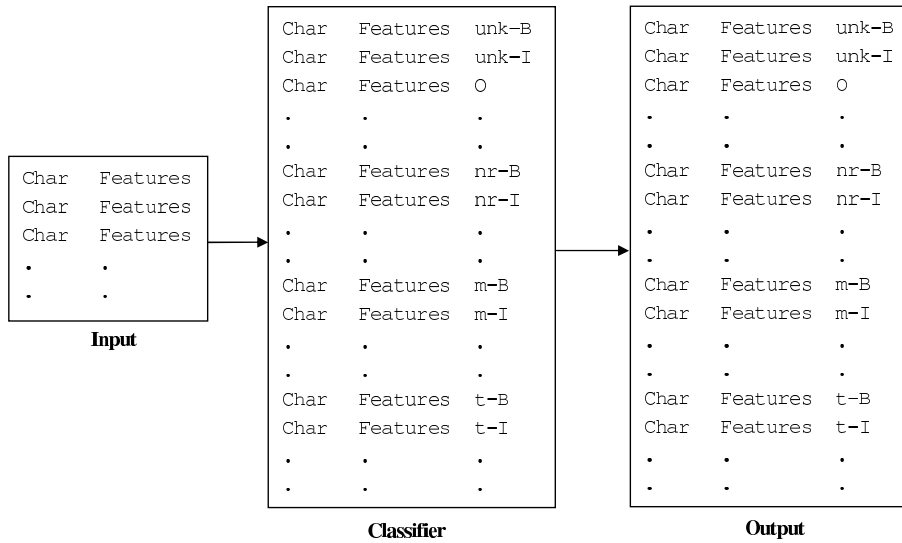 Char Features
Char Features
Char Features
. .
. .
Input
Char Features unk-B
Char Features unk-I
Char Features O
. . .
. . .
Char Features nr-B
Char Features nr-I
. . .
. . .
Char Features m-B
Char Features m-I
. . .
. . .
Char Features t-B
Char Features t-I
. . .
. . .
Classifier
Char Features unk-B
Char Features unk-I
Char Features O
. . .
. . .
Char Features nr-B
Char Features nr-I
. . .
. . .
Char Features m-B
Char Features m-I
. . .
. . .
Char Features t-B
Char Features t-I
. . .
. . .
Output